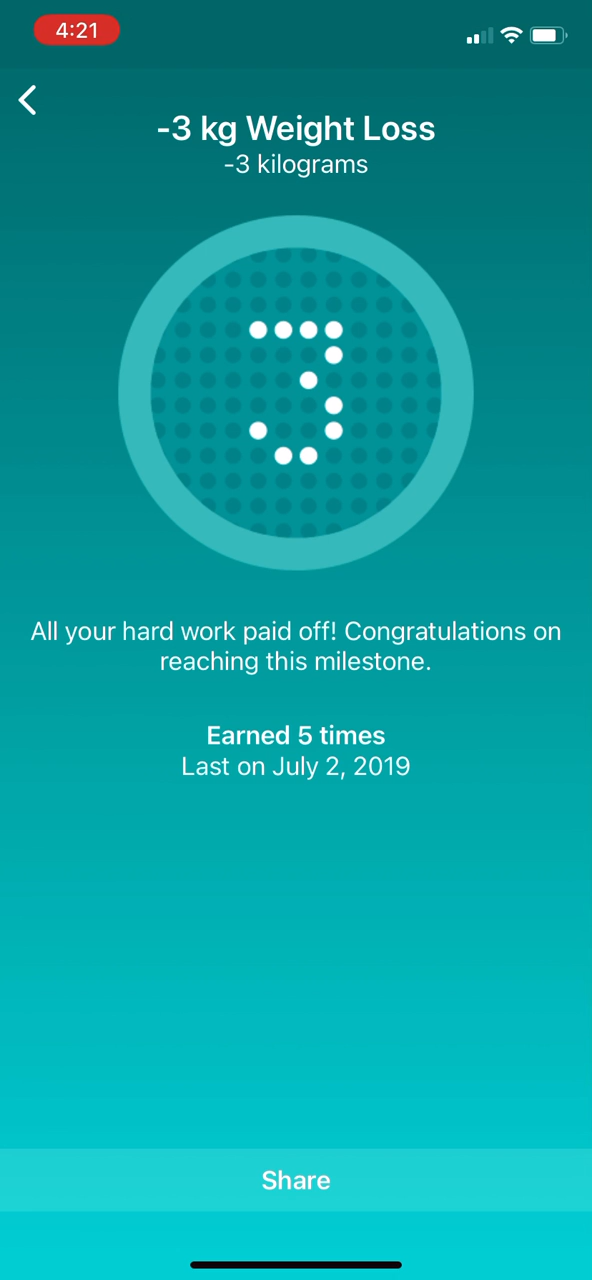 4:21
-3 kg Weight Loss
-3 kilograms
3
All your hard work paid off! Congratulations on
reaching this milestone.
Earned 5 times
Last on July 2, 2019
Share